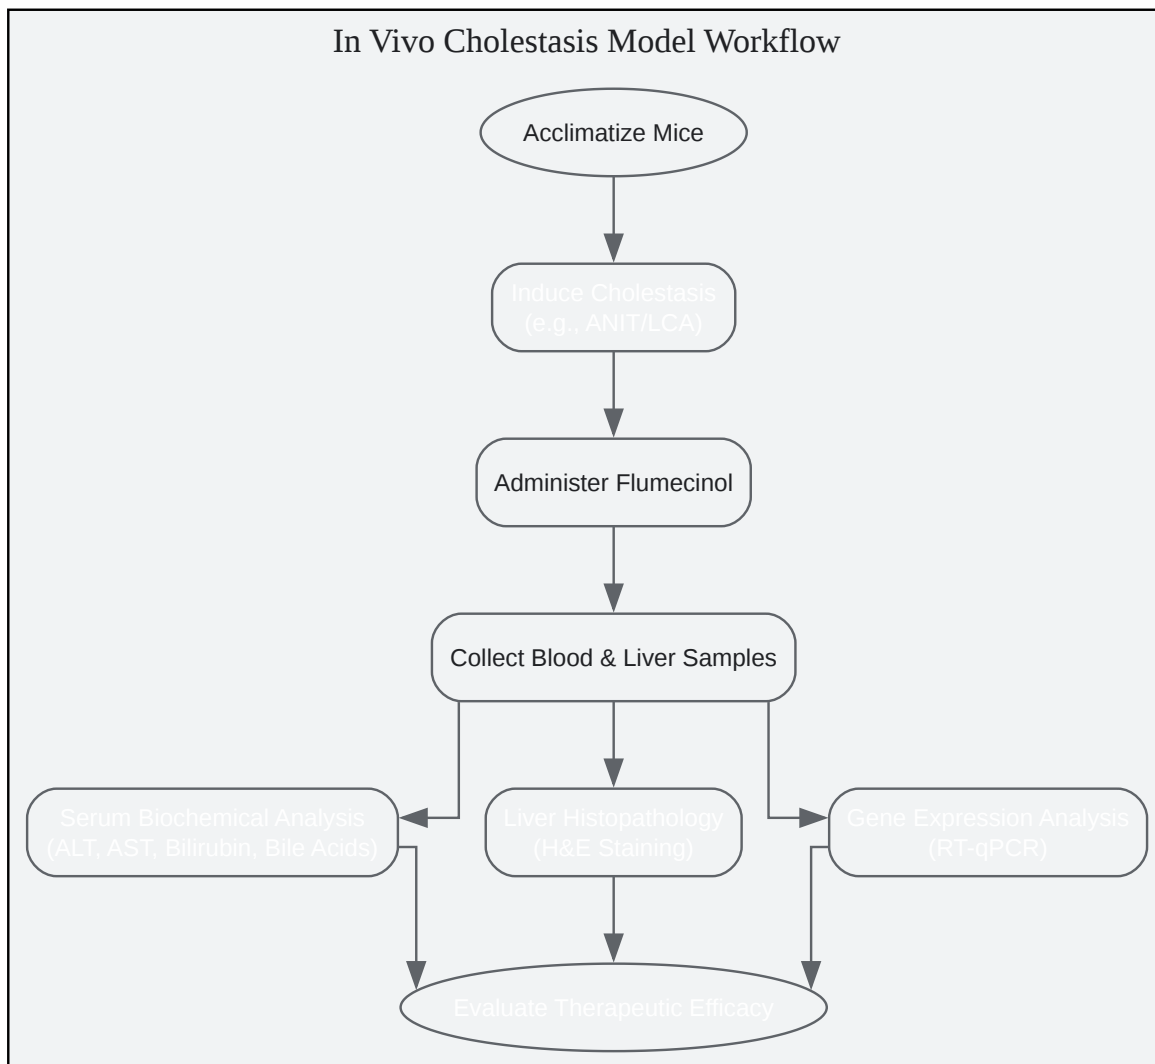 In Vivo Cholestasis Model Workflow
Acclimatize Mice
Induce Cholestasis
(e.g., ANIT/LCA)
Administer Flumecinol
Collect Blood & Liver Samples
Serum Biochemical Analysis
(ALT, AST, Bilirubin, Bile Acids)
Liver Histopathology
(H&E Staining)
Gene Expression Analysis
(RT-qPCR)
Evaluate Therapeutic Efficacy